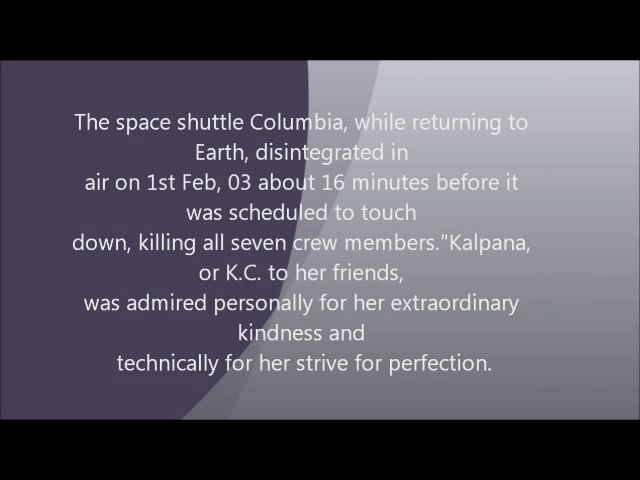 The space shuttle Columbia, while returning to
Earth, disintegrated in
air on 1st Feb, 03 about 16 minutes before it
was scheduled to touch
down, killing all seven crew members."Kalpana,
or K.C. to her friends,
was admired personally for her extraordinary
kindness and
technically for her strive for perfection.